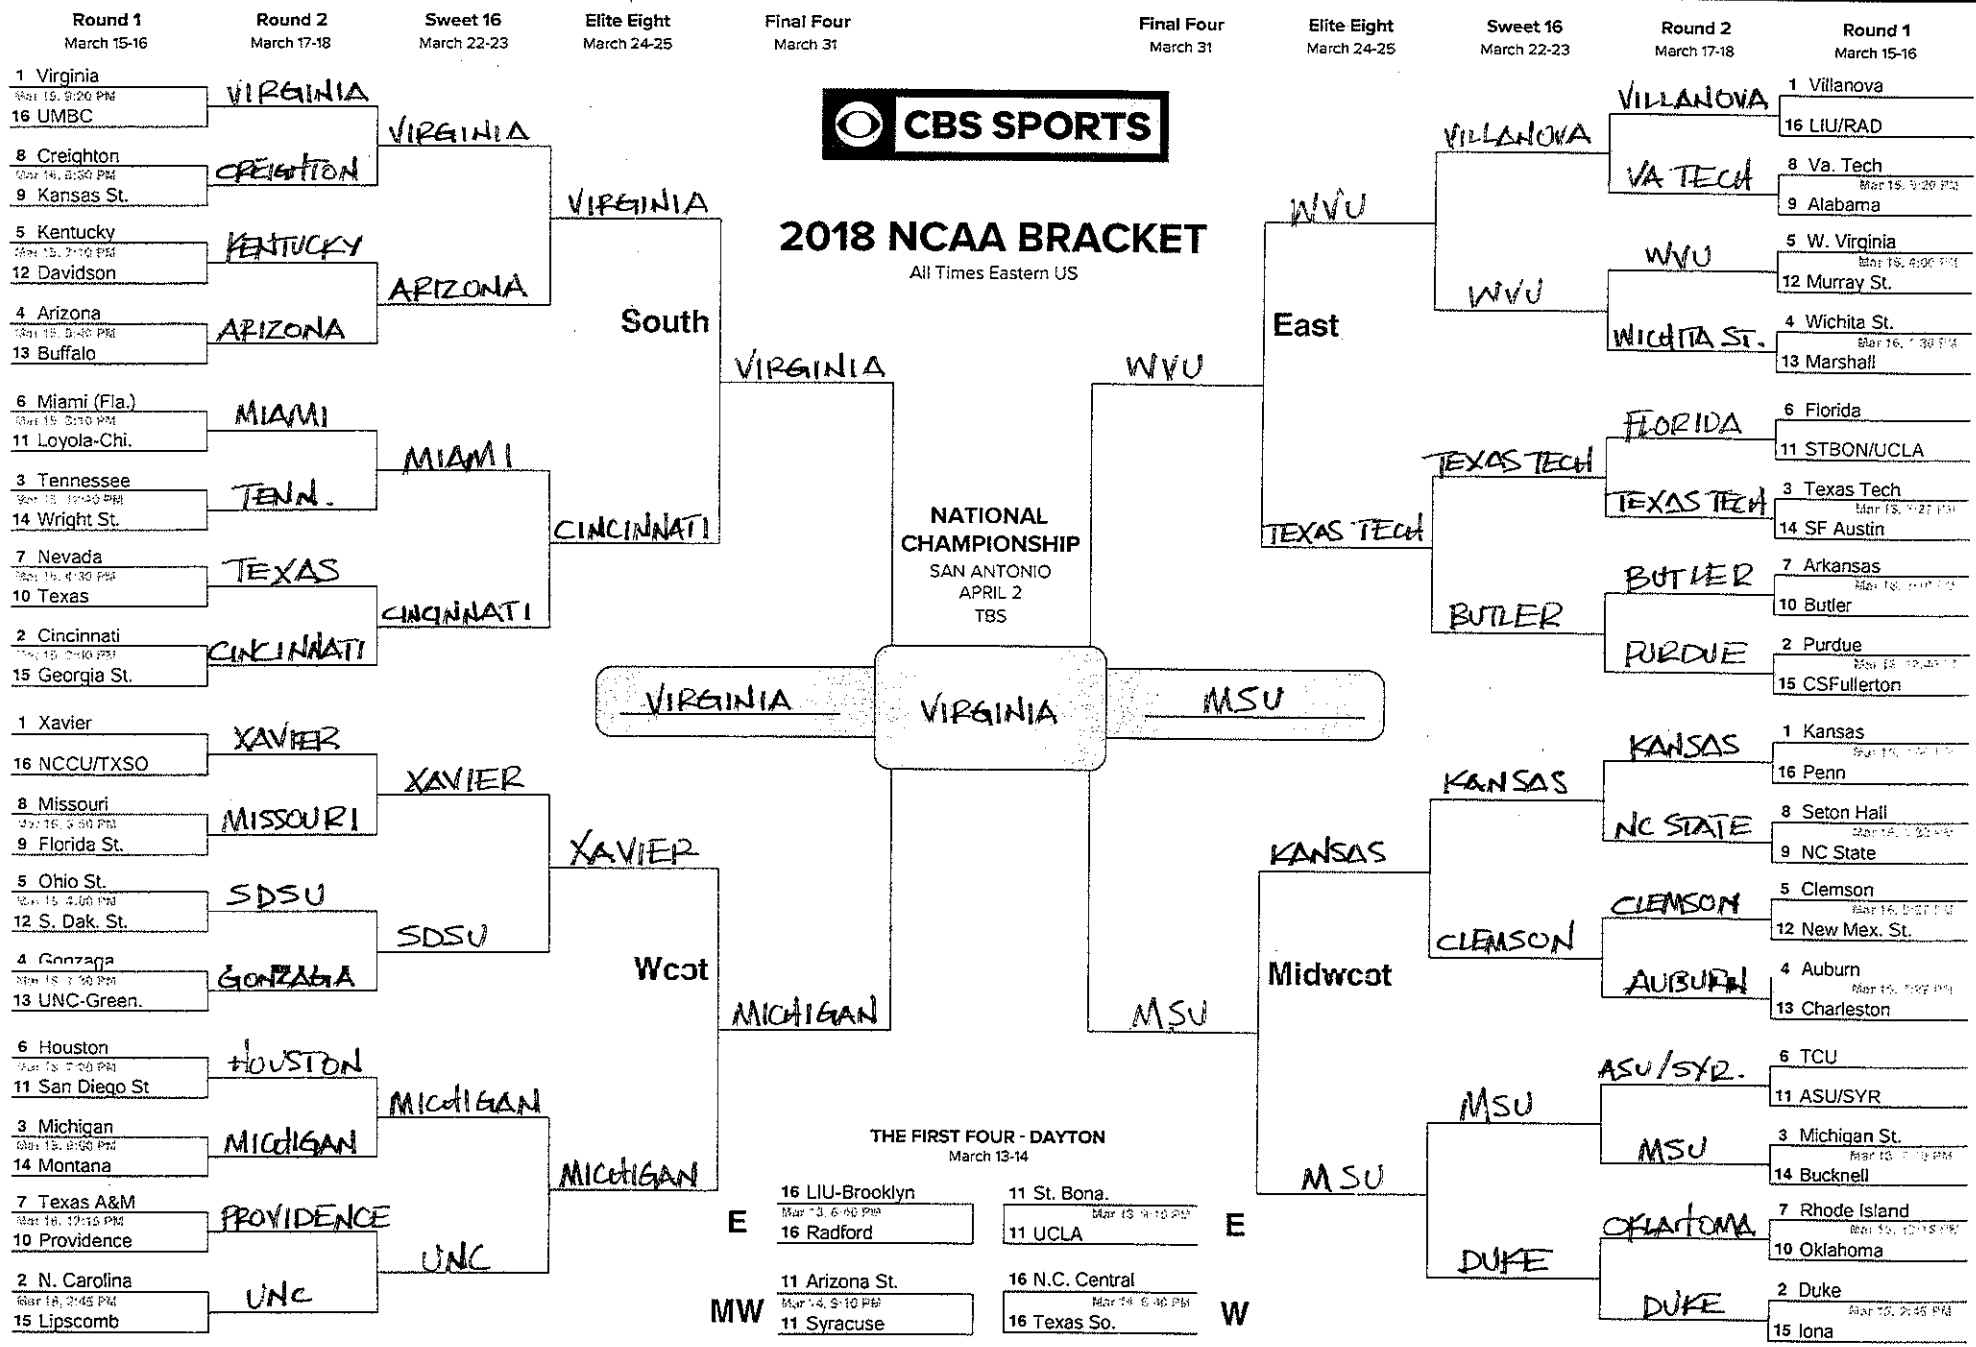 Round 1
March 15-16
Round 2
March 17-18
Sweet 16
March 22-23
Elite Eight
March 24-25
Final Four
March 31
Final Four
March 31
Elite Eight
March 24-25
Sweet 16
March 22-23
Round 2
March 17-18
Round 1
March 15-16
CBS SPORTS
2018 NCAA BRACKET
All Times Eastern US
1 Virginia
16 UMBC
8 Creighton
9 Kansas St.
5 Kentucky
12 Davidson
4 Arizona
13 Buffalo
6 Miami (Fla.)
11 Loyola-Chi.
3 Tennessee
14 Wright St.
7 Nevada
10 Texas
2 Cincinnati
15 Georgia St.
VIRGINIA
CREIGHTON
KENTUCKY
ARIZONA
MIAMI
TENN.
TEXAS
CINCINNATI
VIRGINIA
ARIZONA
MIAMI
CINCINNATI
VIRGINIA
CINCINNATI
South
VIRGINIA
1 Xavier
16 NCCU/TXSO
8 Missouri
9 Florida St.
5 Ohio St.
12 S. Dak. St.
4 Gonzaga
13 UNC-Green.
6 Houston
11 San Diego St
3 Michigan
14 Montana
7 Texas A&M
Mar 16, 12:15 PM
10 Providence
2 N. Carolina
Mar 16, 2:45 PM
15 Lipscomb
XAVIER
MISSOURI
SDSU
GONZAGA
HOUSTON
MICHIGAN
PROVIDENCE
UNC
XAVIER
SDSU
MICHIGAN
UNC
XAVIER
MICHIGAN
West
MICHIGAN
NATIONAL
CHAMPIONSHIP
SAN ANTONIO
APRIL 2
TBS
VIRGINIA
VIRGINIA
MSU
WVU
East
WVU
TEXAS TECH
VILLANOVA
WVU
TEXAS TECH
BUTLER
VILLANOVA
VA TECH
WVU
WICHITA ST.
FLORIDA
TEXAS TECH
BUTLER
PURDUE
1 Villanova
16 LIU/RAD
8 Va. Tech
9 Alabama
5 W. Virginia
12 Murray St.
4 Wichita St.
13 Marshall
6 Florida
11 STBON/UCLA
3 Texas Tech
14 SF Austin
7 Arkansas
10 Butler
2 Purdue
15 CSFullerton
MSU
Midwest
KANSAS
MSU
KANSAS
CLEMSON
MSU
DUKE
KANSAS
NC STATE
CLEMSON
AUBURN
ASU/SYR.
MSU
OKLAHOMA
DUKE
1 Kansas
16 Penn
8 Seton Hall
9 NC State
5 Clemson
12 New Mex. St.
4 Auburn
13 Charleston
6 TCU
11 ASU/SYR
3 Michigan St.
14 Bucknell
7 Rhode Island
10 Oklahoma
2 Duke
15 Iona
THE FIRST FOUR - DAYTON
March 13-14
E
16 LIU-Brooklyn
16 Radford
11 St. Bona.
11 UCLA
E
MW
11 Arizona St.
Mar 14, 9:10 PM
11 Syracuse
16 N.C. Central
16 Texas So.
W